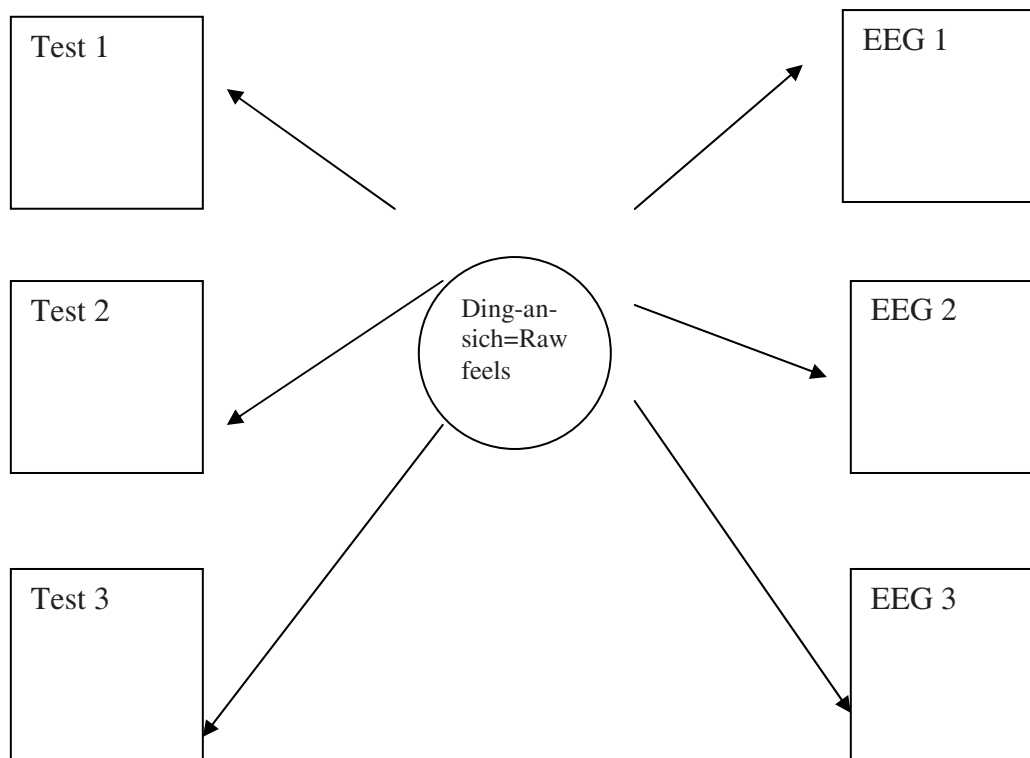 Test 1
EEG 1
Test 2
EEG 2
Ding-an-
sich=Raw
feels
Test 3
EEG 3